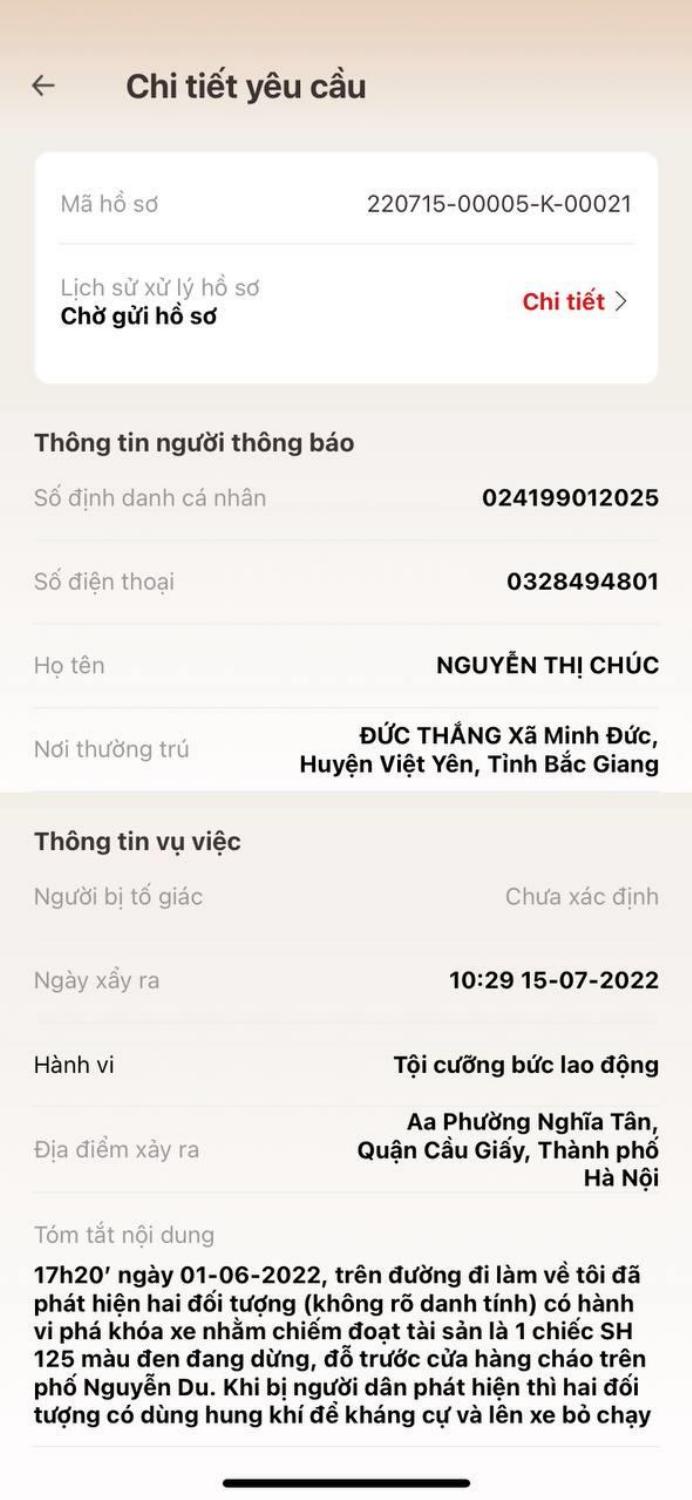 Chi tiết yêu cầu
Mã hồ sơ 220715-00005-K-00021
Lịch sử xử lý hồ sơ
Chờ gửi hồ sơ
Chi tiết
Thông tin người thông báo
Số định danh cá nhân 024199012025
Số điện thoại 0328494801
Họ tên NGUYỄN THỊ CHÚC
Nơi thường trú
ĐỨC THẮNG Xã Minh Đức,
Huyện Việt Yên, Tỉnh Bắc Giang
Thông tin vụ việc
Người bị tố giác Chưa xác định
Ngày xẩy ra 10:29 15-07-2022
Hành vi Tội cưỡng bức lao động
Địa điểm xảy ra
Aa Phường Nghĩa Tân,
Quận Cầu Giấy, Thành phố
Hà Nội
Tóm tắt nội dung
17h20’ ngày 01-06-2022, trên đường đi làm về tôi đã
phát hiện hai đối tượng (không rõ danh tính) có hành
vi phá khóa xe nhằm chiếm đoạt tài sản là 1 chiếc SH
125 màu đen đang dừng, đỗ trước cửa hàng cháo trên
phố Nguyễn Du. Khi bị người dân phát hiện thì hai đối
tượng có dùng hung khí để kháng cự và lên xe bỏ chạy